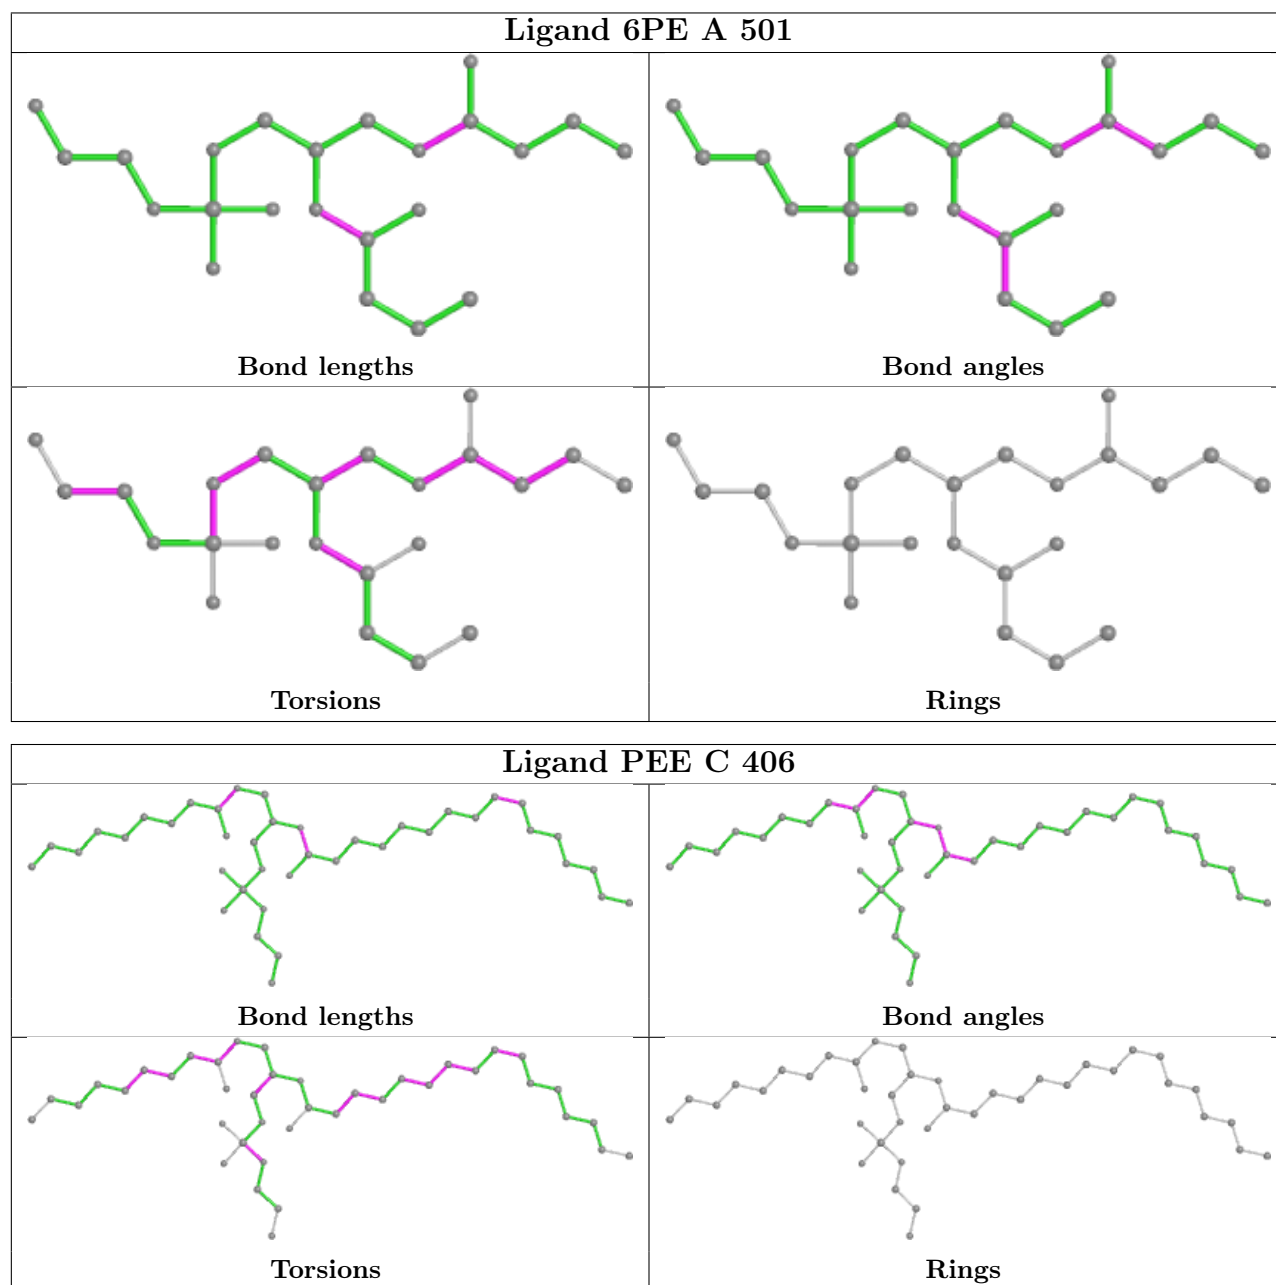 Ligand 6PE A 501
Bond lengths
Bond angles
Torsions
Rings
Ligand PEE C 406
Bond lengths
Bond angles
Torsions
Rings